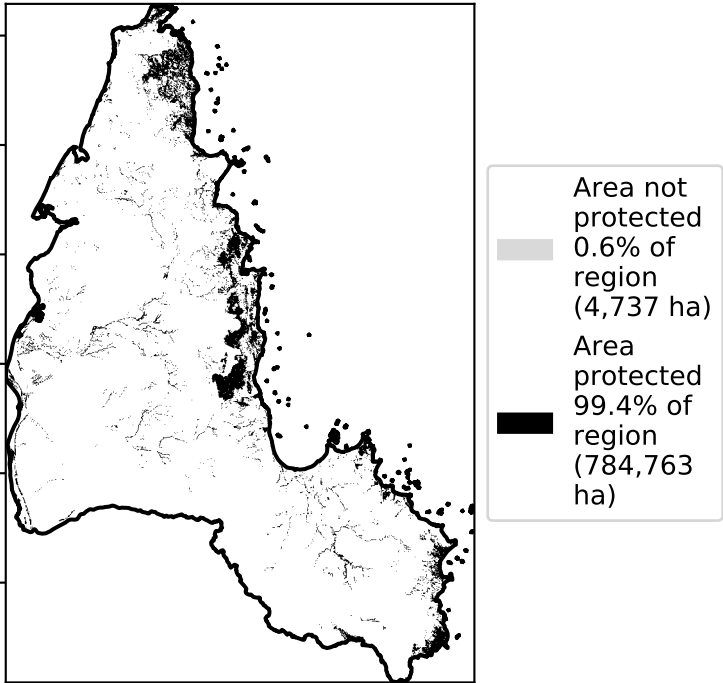 Area not
protected
0.6% of
region
(4,737 ha)
Area
protected
99.4% of
region
(784,763
ha)